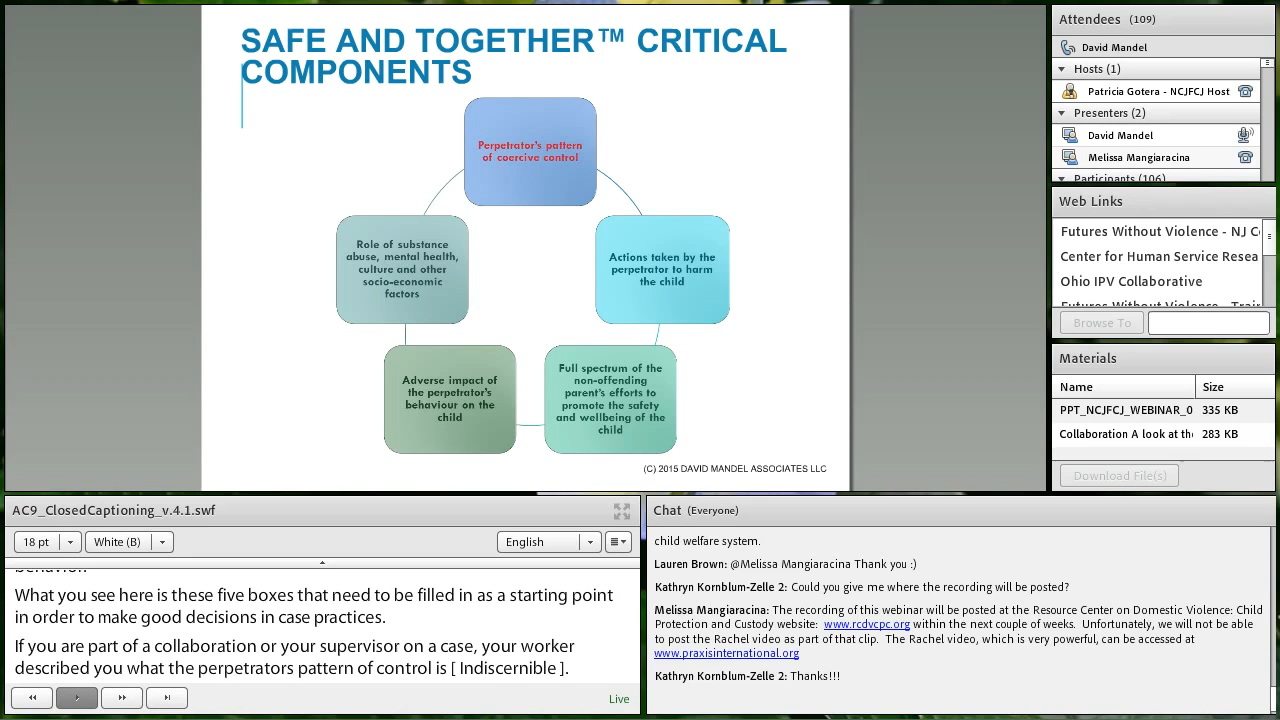 SAFE AND TOGETHER™ CRITICAL
COMPONENTS
Perpetrator's pattern
of coercive control
Role of substance
abuse, mental health,
culture and other
socio-economic
factors
Actions taken by the
perpetrator to harm
the child
Adverse impact of
the perpetrator's
behaviour on the
child
Full spectrum of the
non-offending
parent's efforts to
promote the safety
and wellbeing of the
child
(C) 2015 DAVID MANDEL ASSOCIATES LLC
Attendees (109)
David Mandel
Hosts (1)
Patricia Gotera - NCJFCJ Host
Presenters (2)
David Mandel
Melissa Mangiaracina
Participants (106)
Web Links
Futures Without Violence - NJ C
Center for Human Service Resea
Ohio IPV Collaborative
Futures Without Violence - Trai
Browse To
Materials
Name Size
PPT_NCJFCJ_WEBINAR_0 335 KB
Collaboration A look at the 283 KB
Download File(s)
AC9_ClosedCaptioning_v.4.1.swf
18 pt White (B) English
behavior.
What you see here is these five boxes that need to be filled in as a starting point
in order to make good decisions in case practices.
If you are part of a collaboration or your supervisor on a case, your worker
described you what the perpetrators pattern of control is [ Indiscernible ].
Live
Chat (Everyone)
child welfare system.
Lauren Brown: @Melissa Mangiaracina Thank you :)
Kathryn Kornblum-Zelle 2: Could you give me where the recording will be posted?
Melissa Mangiaracina: The recording of this webinar will be posted at the Resource Center on Domestic Violence: Child
Protection and Custody website: www.rcdvcpc.org within the next couple of weeks. Unfortunately, we will not be able
to post the Rachel video as part of that clip. The Rachel video, which is very powerful, can be accessed at
www.praxisinternational.org
Kathryn Kornblum-Zelle 2: Thanks!!!